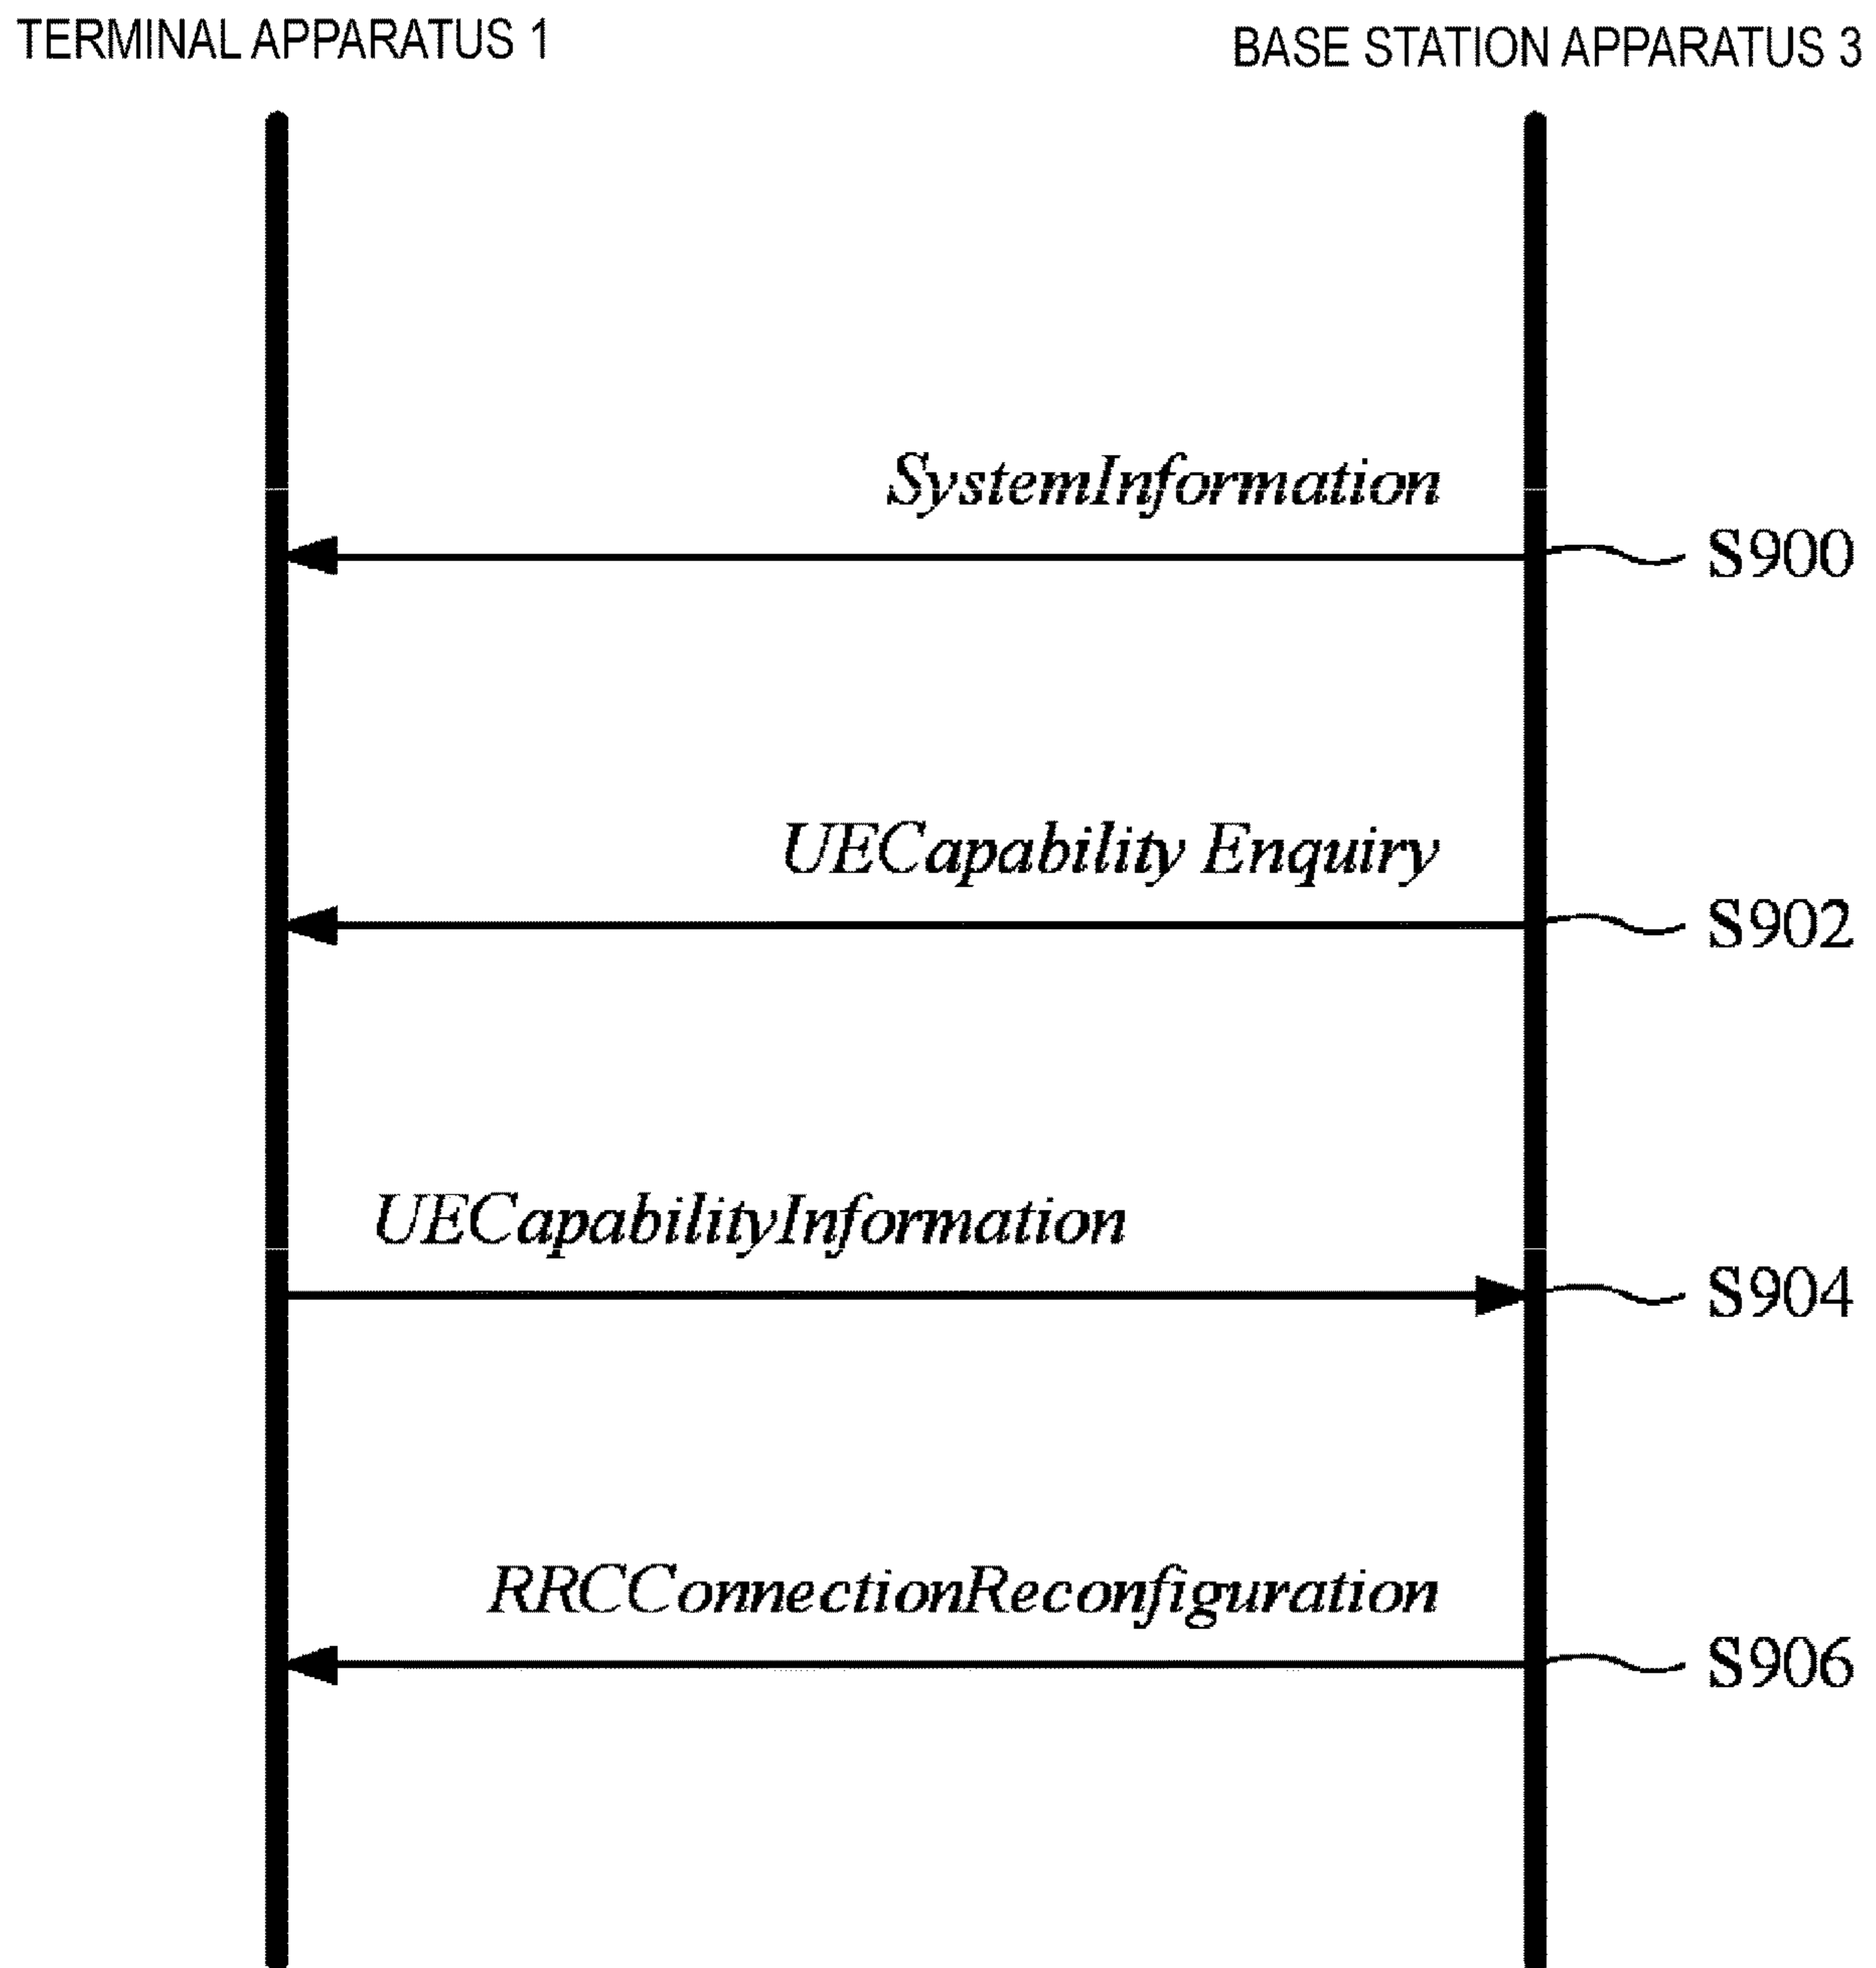 TERMINAL APPARATUS 1
BASE STATION APPARATUS 3
SystemInformation
S900
UECapability Enquiry
S902
UECapabilityInformation
S904
RRCConnectionReconfiguration
S906